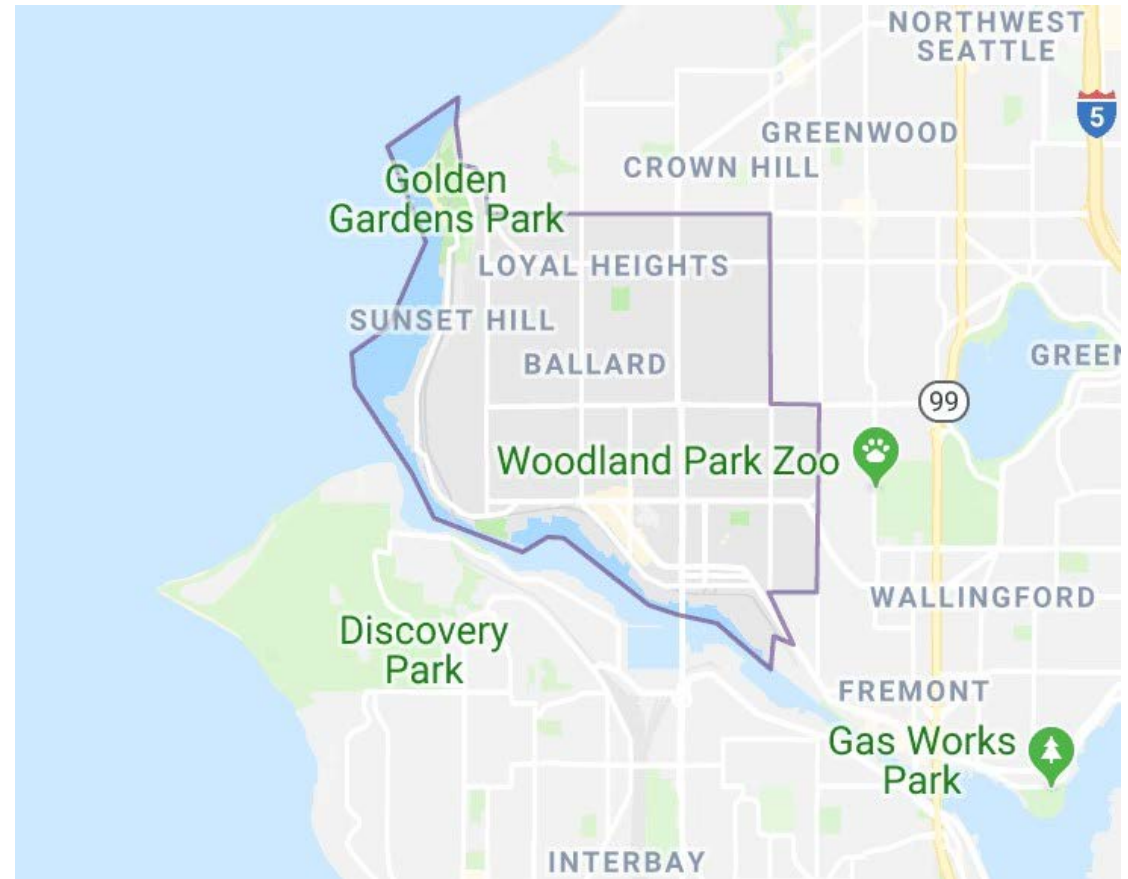 NORTHWEST
SEATTLE
5
GREENWOOD
CROWN HILL
Golden
Gardens Park
LOYAL HEIGHTS
SUNSET HILL
BALLARD
GREEN
99
Woodland Park Zoo
WALLINGFORD
Discovery
Park
FREMONT
Gas Works
Park
INTERBAY